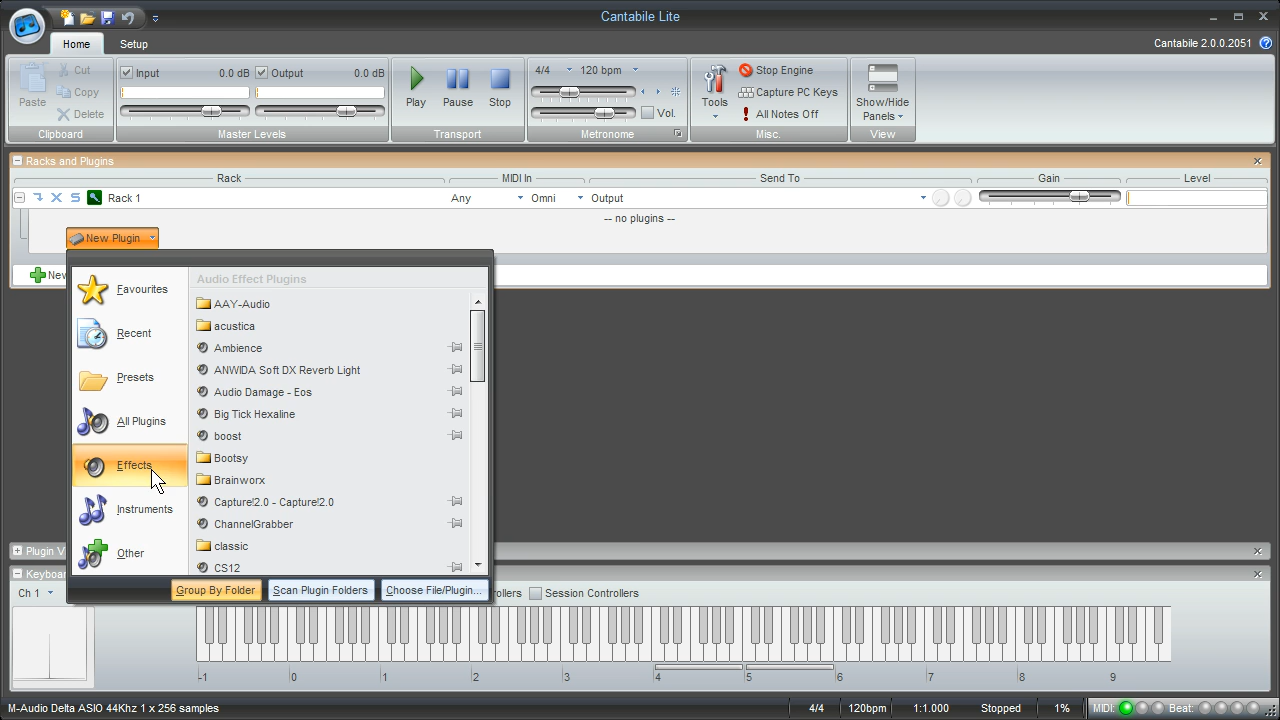 Cantabile Lite
Home
Setup
Cantabile 2.0.0.2051
Paste
Cut
Copy
Delete
Clipboard
Input 0.0 dB
Output 0.0 dB
Master Levels
Play
Pause
Stop
Transport
4/4
120 bpm
Vol.
Metronome
Tools
Stop Engine
Capture PC Keys
All Notes Off
Misc.
Show/Hide
Panels
View
Racks and Plugins
Rack
MIDI In
Send To
Gain
Level
Rack 1
Any
Omni
Output
-- no plugins --
New Plugin
New
Favourites
Recent
Presets
All Plugins
Effects
Instruments
Other
Audio Effect Plugins
AAY-Audio
acustica
Ambience
ANWIDA Soft DX Reverb Light
Audio Damage - Eos
Big Tick Hexaline
boost
Bootsy
Brainworx
Capture!2.0 - Capture!2.0
ChannelGrabber
classic
CS12
Group By Folder
Scan Plugin Folders
Choose File/Plugin...
Plugin V
Keyboar
Ch 1
ollers
Session Controllers
-1 0 1 2 3 4 5 6 7 8 9
M-Audio Delta ASIO 44Khz 1 x 256 samples
4/4
120bpm
1:1.000
Stopped
1%
MIDI:
Beat: